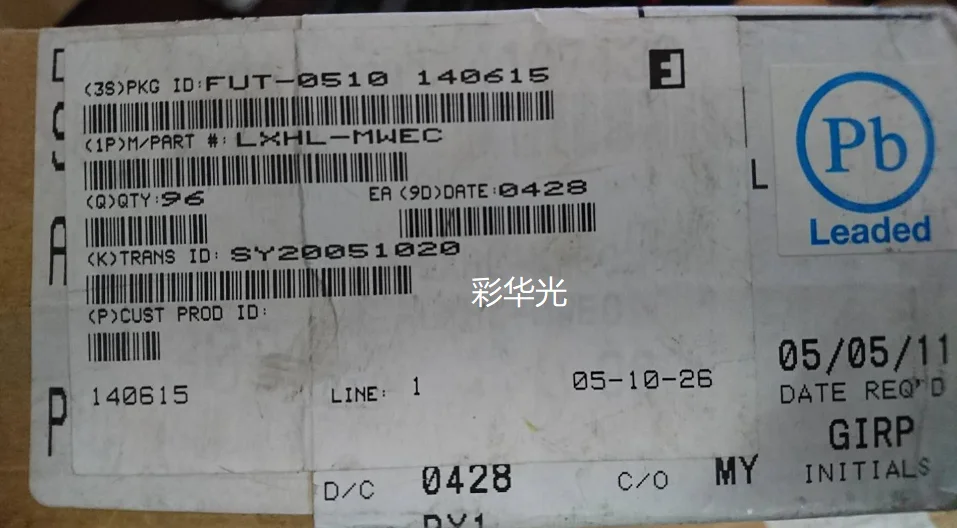 (3S)PKG ID:FUT-0510 140615
(1P)M/PART #:LXHL-MWEC
(Q)QTY:96
EA (9D)DATE:0428
(K)TRANS ID:SY20051020
(P)CUST PROD ID:
140615
LINE: 1
05-10-26
彩华光
E
Pb
Leaded
L
A
P
05/05/11
DATE REQ'D
GIRP
INITIALS
D/C 0428
C/O MY